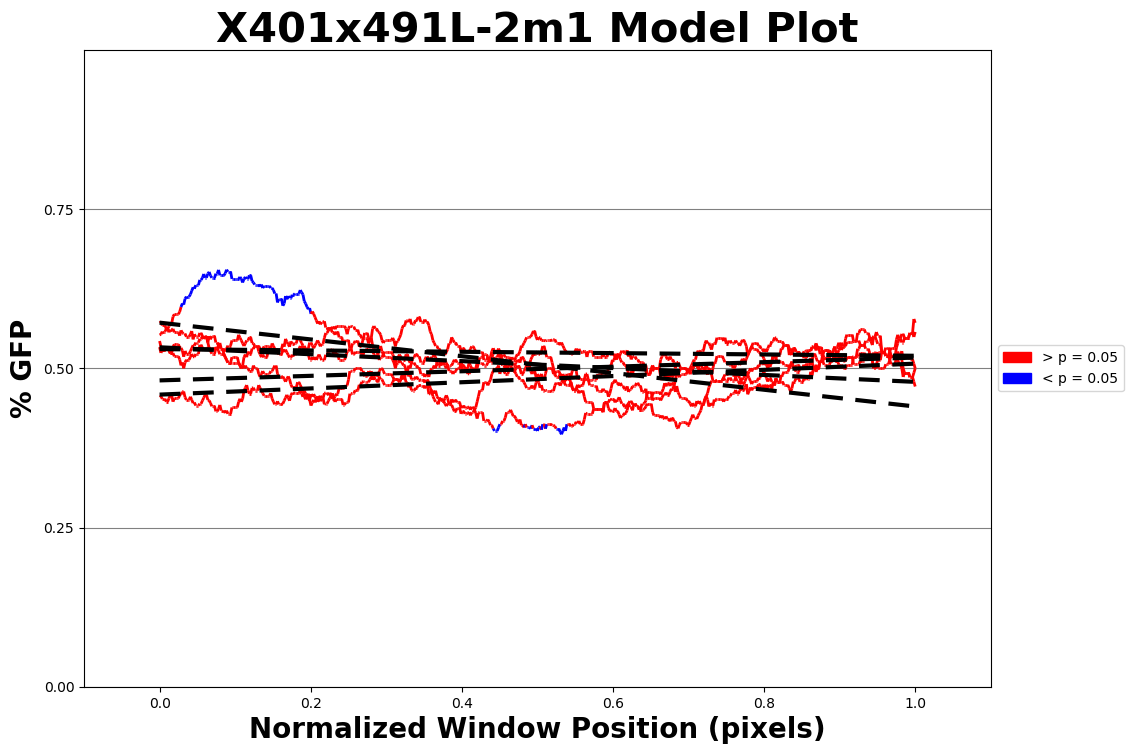 X401x491L-2m1 Model Plot
% GFP
0.75
0.50
0.25
0.00
0.0 0.2 0.4 0.6 0.8 1.0
Normalized Window Position (pixels)
> p = 0.05
< p = 0.05